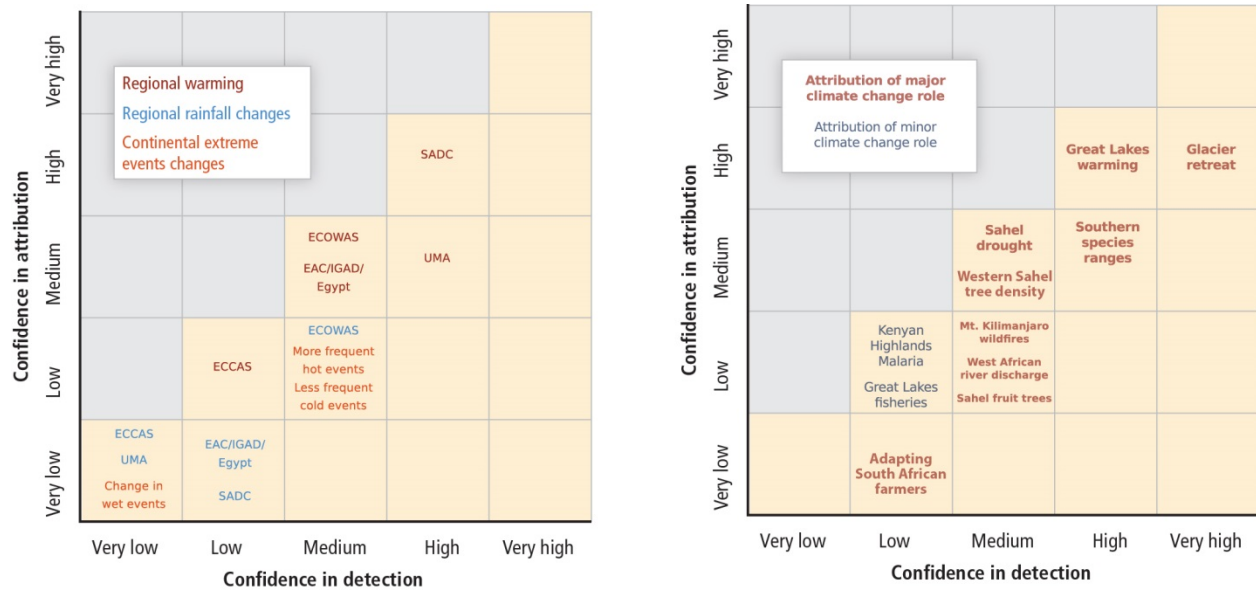 Very high
High
Medium
Low
Very low
Confidence in attribution
Regional warming
Regional rainfall changes
Continental extreme
events changes
SADC
ECOWAS
EAC/IGAD/
Egypt
UMA
ECCAS
ECOWAS
More frequent
hot events
Less frequent
cold events
ECCAS
UMA
Change in
wet events
EAC/IGAD/
Egypt
SADC
Very low
Low
Medium
High
Very high
Confidence in detection
Very high
High
Medium
Low
Very low
Confidence in attribution
Attribution of major
climate change role
Attribution of minor
climate change role
Great Lakes
warming
Glacier
retreat
Sahel
drought
Western Sahel
tree density
Southern
species
ranges
Kenyan
Highlands
Malaria
Great Lakes
fisheries
Mt. Kilimanjaro
wildfires
West African
river discharge
Sahel fruit trees
Adapting
South African
farmers
Very low
Low
Medium
High
Very high
Confidence in detection